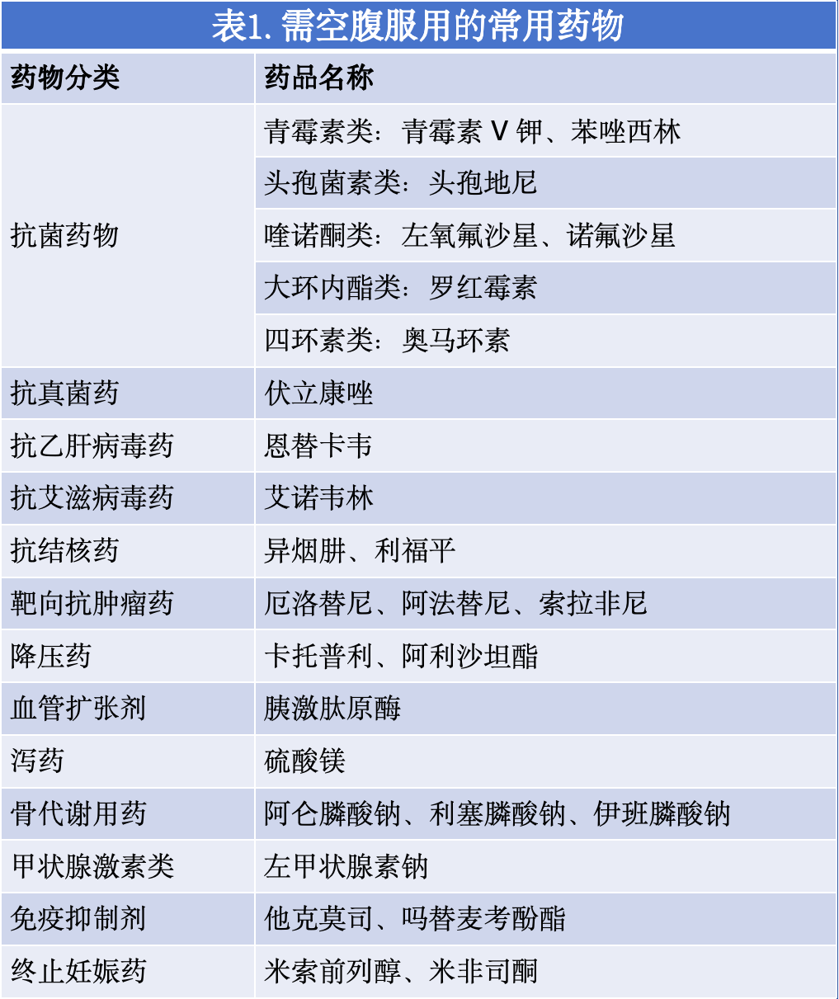 表1. 需空腹服用的常用药物
药物分类 药品名称
抗菌药物
青霉素类：青霉素 V 钾、苯唑西林
头孢菌素类：头孢地尼
喹诺酮类：左氧氟沙星、诺氟沙星
大环内酯类：罗红霉素
四环素类：奥马环素
抗真菌药 伏立康唑
抗乙肝病毒药 恩替卡韦
抗艾滋病毒药 艾诺韦林
抗结核药 异烟肼、利福平
靶向抗肿瘤药 厄洛替尼、阿法替尼、索拉非尼
降压药 卡托普利、阿利沙坦酯
血管扩张剂 胰激肽原酶
泻药 硫酸镁
骨代谢用药 阿仑膦酸钠、利塞膦酸钠、伊班膦酸钠
甲状腺激素类 左甲状腺素钠
免疫抑制剂 他克莫司、吗替麦考酚酯
终止妊娠药 米索前列醇、米非司酮